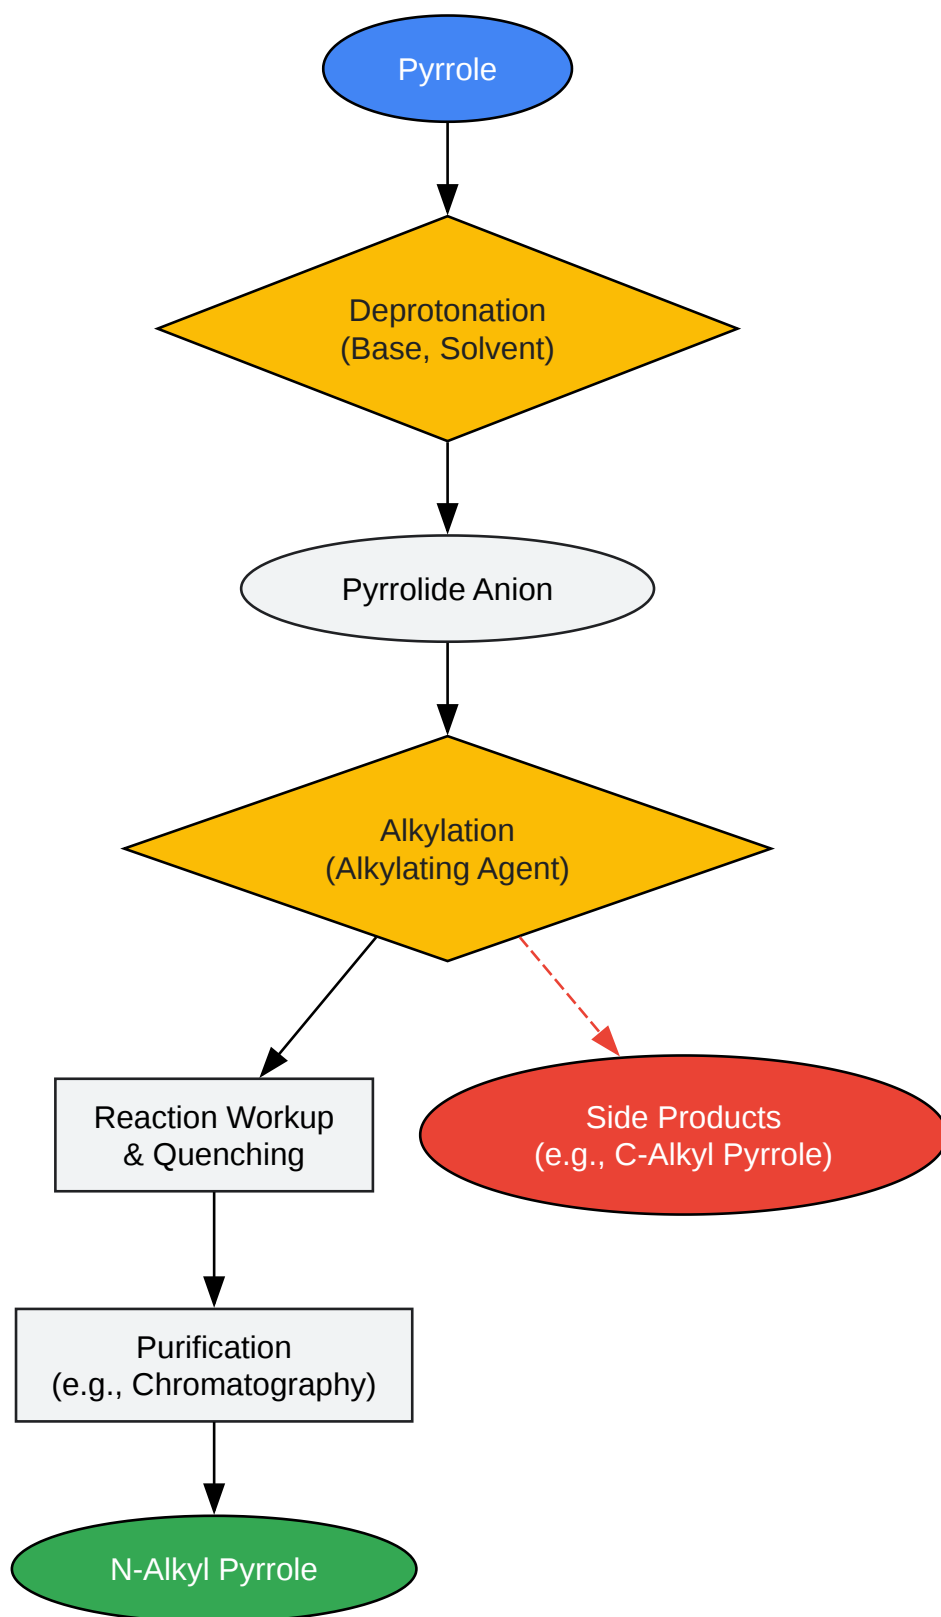 Pyrrole
Deprotonation
(Base, Solvent)
Pyrrolide Anion
Alkylation
(Alkylating Agent)
Reaction Workup
& Quenching
Side Products
(e.g., C-Alkyl Pyrrole)
Purification
(e.g., Chromatography)
N-Alkyl Pyrrole